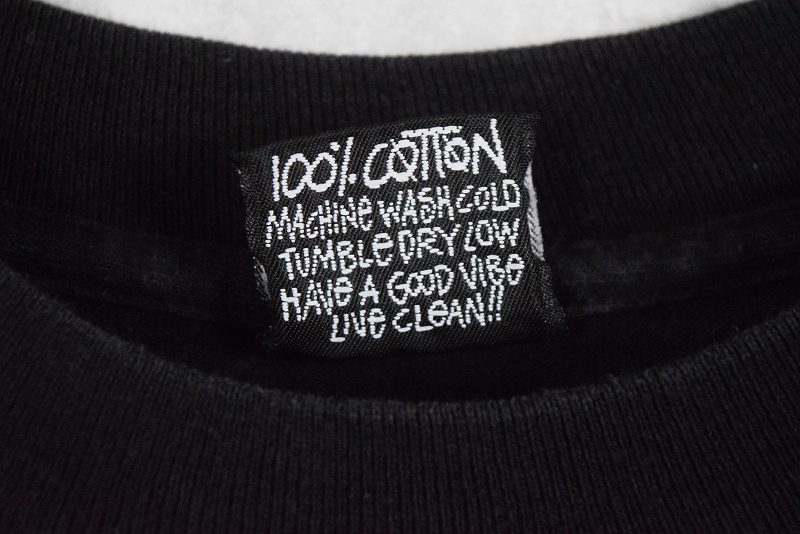 100% COTTON
MACHINE WASH COLD
TUMBLE DRY LOW
HAVE A GOOD VIBE
LIVE CLEAN!!